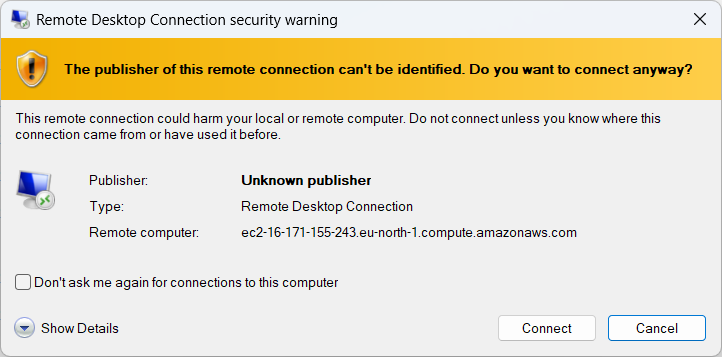 Remote Desktop Connection security warning
The publisher of this remote connection can't be identified. Do you want to connect anyway?
This remote connection could harm your local or remote computer. Do not connect unless you know where this
connection came from or have used it before.
Publisher: Unknown publisher
Type: Remote Desktop Connection
Remote computer: ec2-16-171-155-243.eu-north-1.compute.amazonaws.com
Don't ask me again for connections to this computer
Show Details Connect Cancel